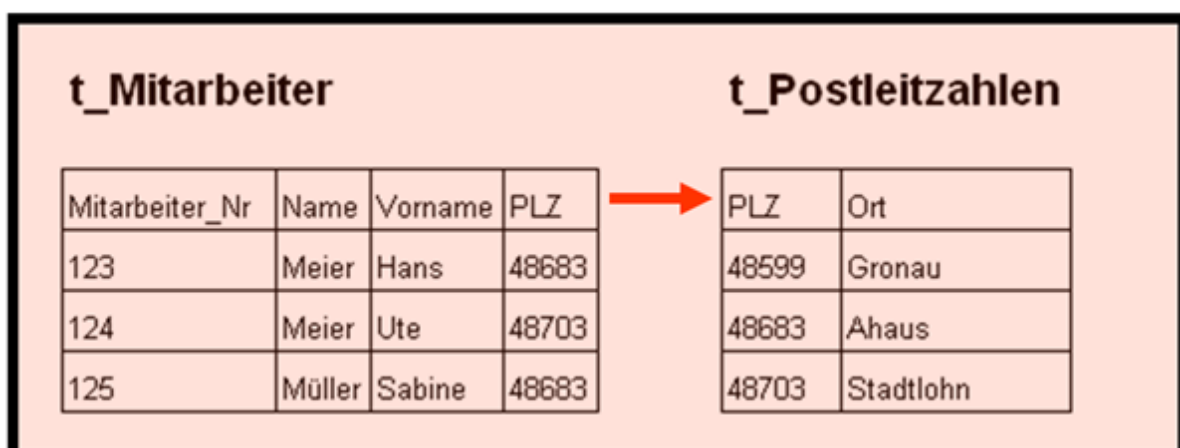 t_Mitarbeiter
Mitarbeiter_Nr Name Vorname PLZ
123 Meier Hans 48683
124 Meier Ute 48703
125 Müller Sabine 48683
t_Postleitzahlen
PLZ Ort
48599 Gronau
48683 Ahaus
48703 Stadtlohn